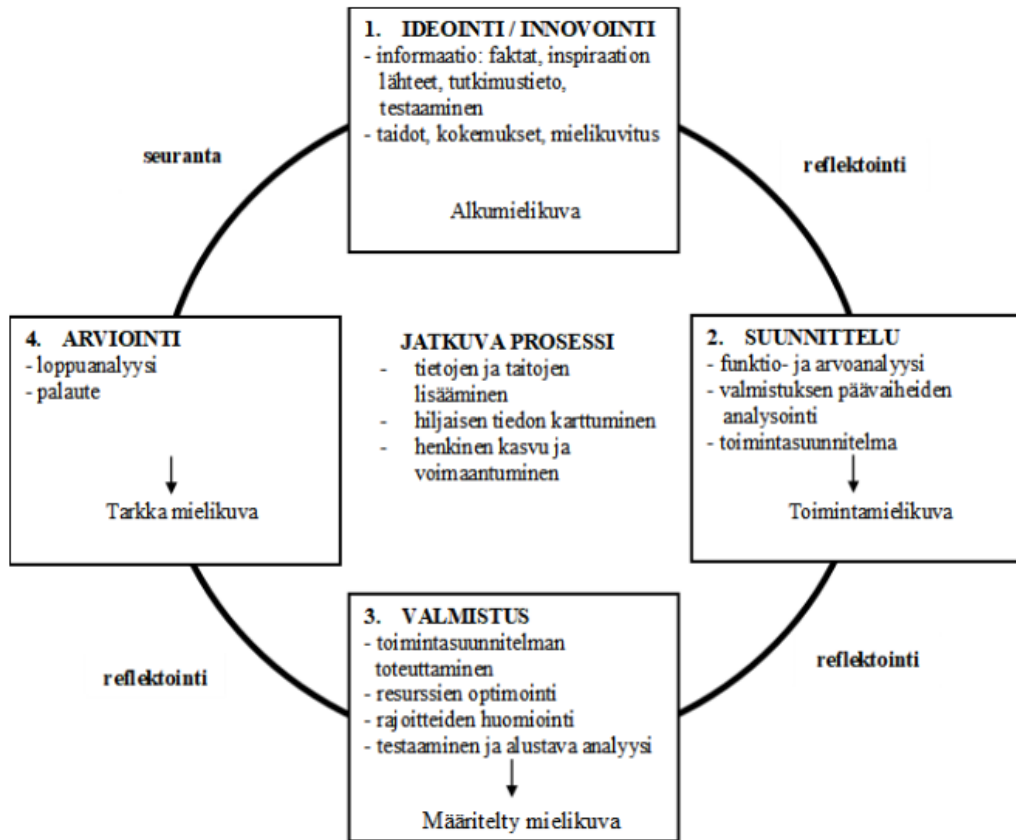 1. IDEOINTI / INNOVOINTI
- informaatio: faktat, inspiraation
lähteet, tutkimustieto,
testaaminen
- taidot, kokemukset, mielikuvitus
Alkumielikuva
seuranta
reflektointi
4. ARVIOINTI
- loppuanalyysi
- palaute
Tarkka mielikuva
JATKUVA PROSESSI
- tietojen ja taitojen
lisääminen
- hiljaisen tiedon karttuminen
- henkinen kasvu ja
voimaantuminen
2. SUUNNITTELU
- funktio- ja arvoanalyysi
- valmistuksen päävaiheiden
analysointi
- toimintasuunnitelma
Toimintamielikuva
reflektointi
3. VALMISTUS
- toimintasuunnitelman
toteuttaminen
- resurssien optimointi
- rajoitteiden huomiointi
- testaaminen ja alustava analyysi
Määritelty mielikuva
reflektointi